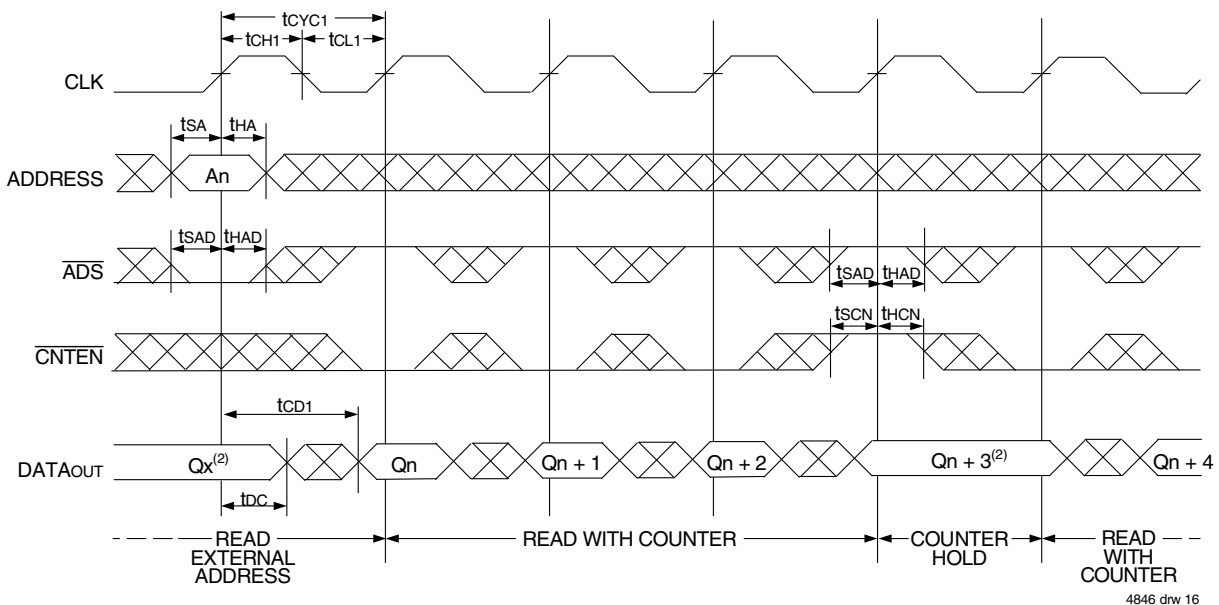 tCYC1
tCH1 tCL1
CLK
tSA tHA
ADDRESS An
tSAD tHAD
ADS
tSAD tHAD
tSCN tHCN
CNTEN
tCD1
DATAOUT Qx(2) Qn Qn + 1 Qn + 2 Qn + 3(2) Qn + 4
tDC
READ EXTERNAL ADDRESS
READ WITH COUNTER
COUNTER HOLD
READ WITH COUNTER
4846 drw 16